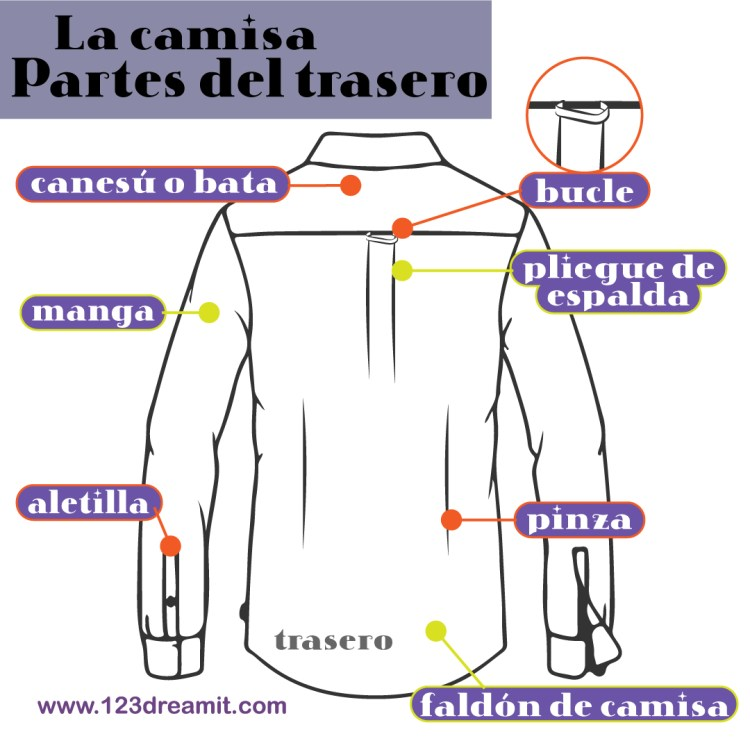 La camisa
Partes del trasero
canesú o bata
bucle
pliegue de
espalda
manga
aletilla
pinza
trasero
faldón de camisa
www.123dreamit.com